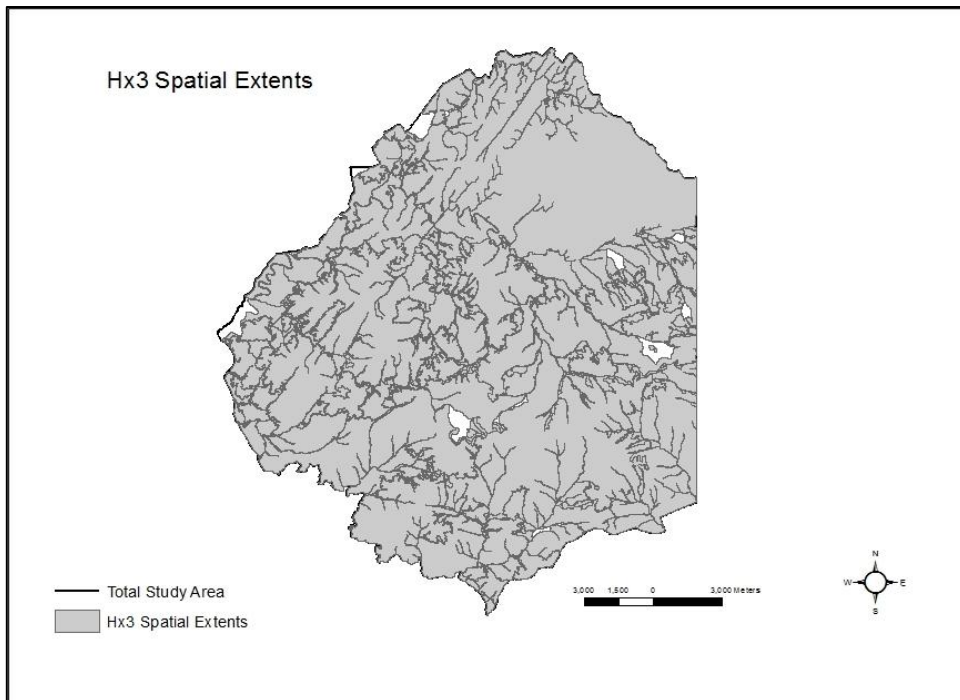 Hx3 Spatial Extents
Total Study Area
Hx3 Spatial Extents
3,000 1,500 0 3,000 Meters
N
W E
S